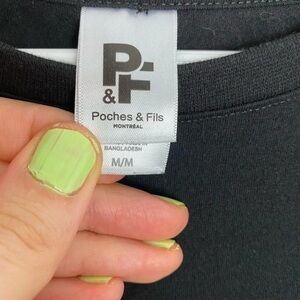 P
&F
Poches & Fils
MONTRÉAL
BANGLADESH
M/M